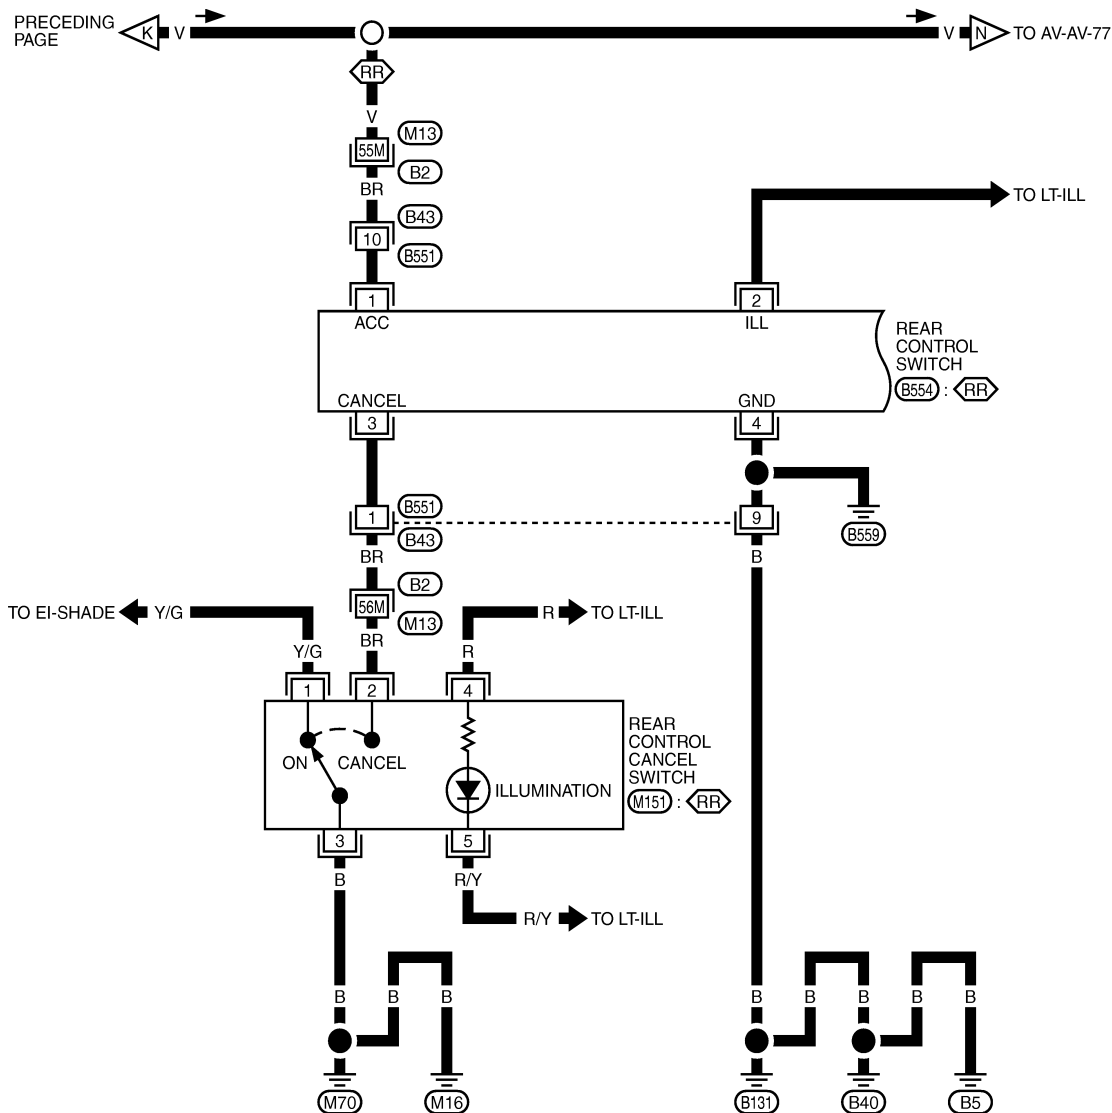 PRECEDING
PAGE
K
V
V
N
TO AV-AV-77
RR
V
M13
55M
B2
BR
TO LT-ILL
B43
10
B551
1
2
ACC
ILL
REAR
CONTROL
SWITCH
B554 : RR
CANCEL
GND
3
4
B551
1
9
B559
B43
BR
B
B2
56M
M13
TO EI-SHADE
Y/G
R
TO LT-ILL
BR
Y/G
R
1
2
4
REAR
CONTROL
CANCEL
SWITCH
M151 : RR
ON
CANCEL
ILLUMINATION
3
5
B
R/Y
R/Y
TO LT-ILL
B
B
B
B
B
B
B
B
M70
M16
B131
B40
B5